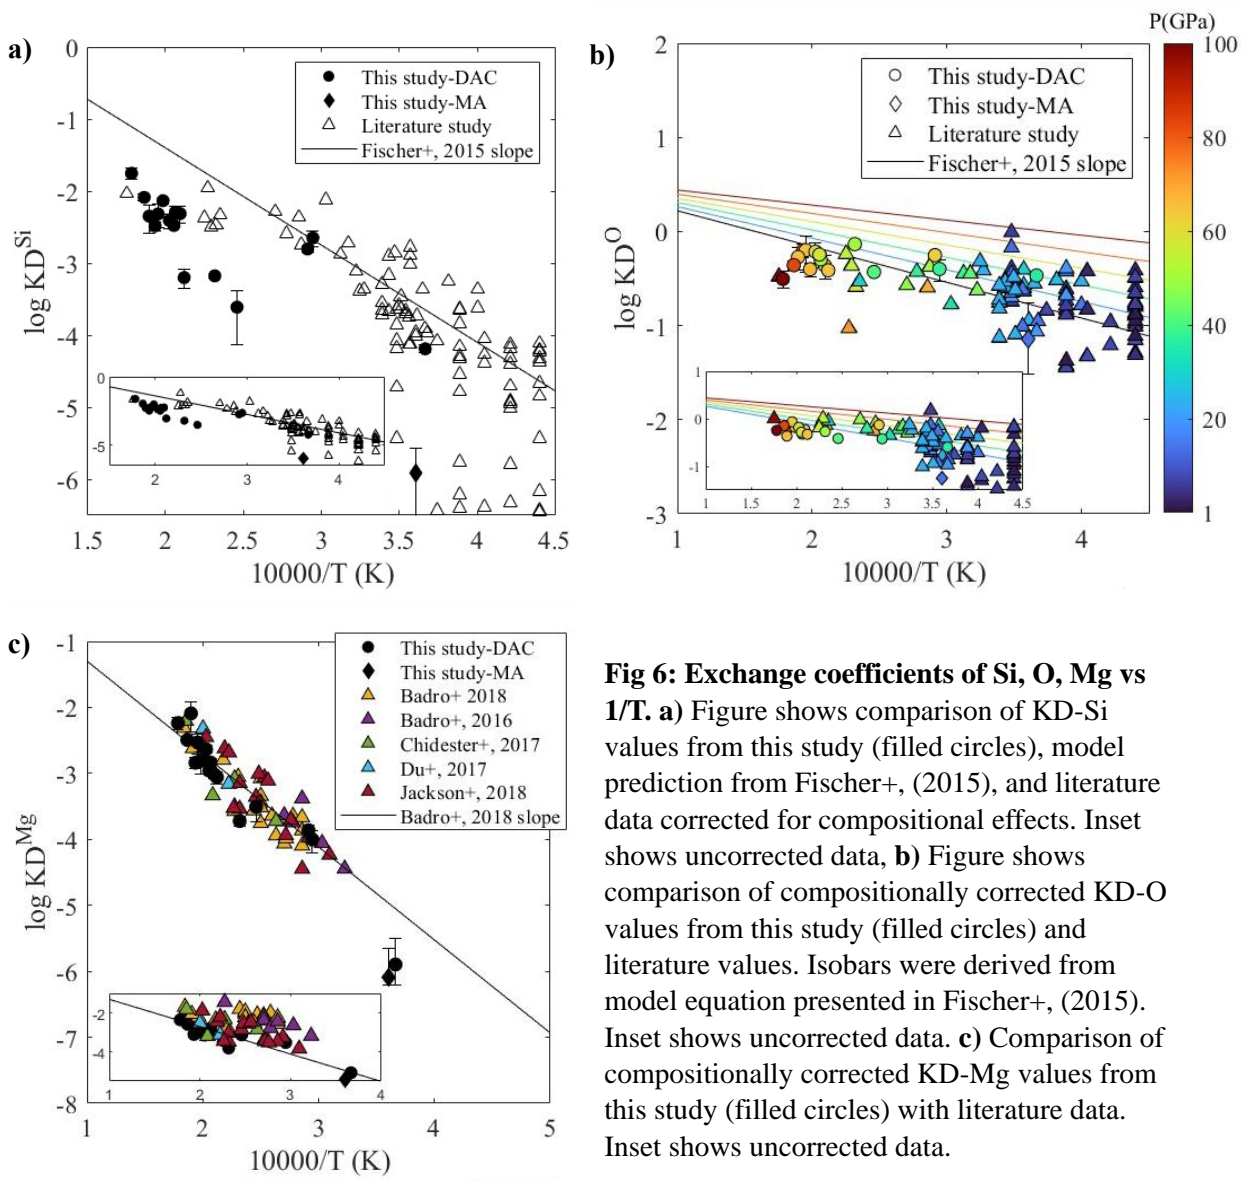 a)
0
-1
-2
-3
-4
-5
-6
log KD^Si
This study-DAC
This study-MA
Literature study
Fischer+, 2015 slope
0
-5
2
3
4
1.5
2
2.5
3
3.5
4
4.5
10000/T (K)
b)
P(GPa)
2
1
0
-1
-2
-3
log KD^O
This study-DAC
This study-MA
Literature study
Fischer+, 2015 slope
1
0
-1
1
1.5
2
2.5
3
3.5
4
4.5
1
2
3
4
10000/T (K)
100
80
60
40
20
1
c)
-1
-2
-3
-4
-5
-6
-7
-8
log KD^Mg
This study-DAC
This study-MA
Badro+ 2018
Badro+, 2016
Chidester+, 2017
Du+, 2017
Jackson+, 2018
Badro+, 2018 slope
-2
-4
1
2
3
4
1
2
3
4
5
10000/T (K)
Fig 6: Exchange coefficients of Si, O, Mg vs
1/T. a) Figure shows comparison of KD-Si
values from this study (filled circles), model
prediction from Fischer+, (2015), and literature
data corrected for compositional effects. Inset
shows uncorrected data, b) Figure shows
comparison of compositionally corrected KD-O
values from this study (filled circles) and
literature values. Isobars were derived from
model equation presented in Fischer+, (2015).
Inset shows uncorrected data. c) Comparison of
compositionally corrected KD-Mg values from
this study (filled circles) with literature data.
Inset shows uncorrected data.